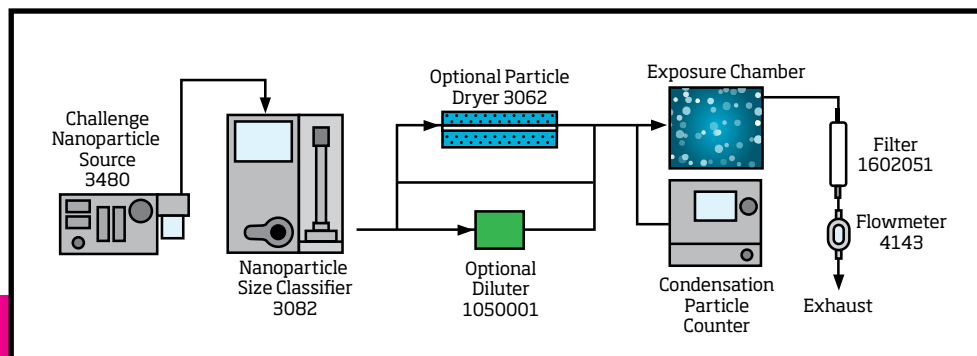 Challenge
Nanoparticle
Source
3480
Nanoparticle
Size Classifier
3082
Optional Particle
Dryer 3062
Optional
Diluter
1050001
Exposure Chamber
Condensation
Particle
Counter
Filter
1602051
Flowmeter
4143
Exhaust